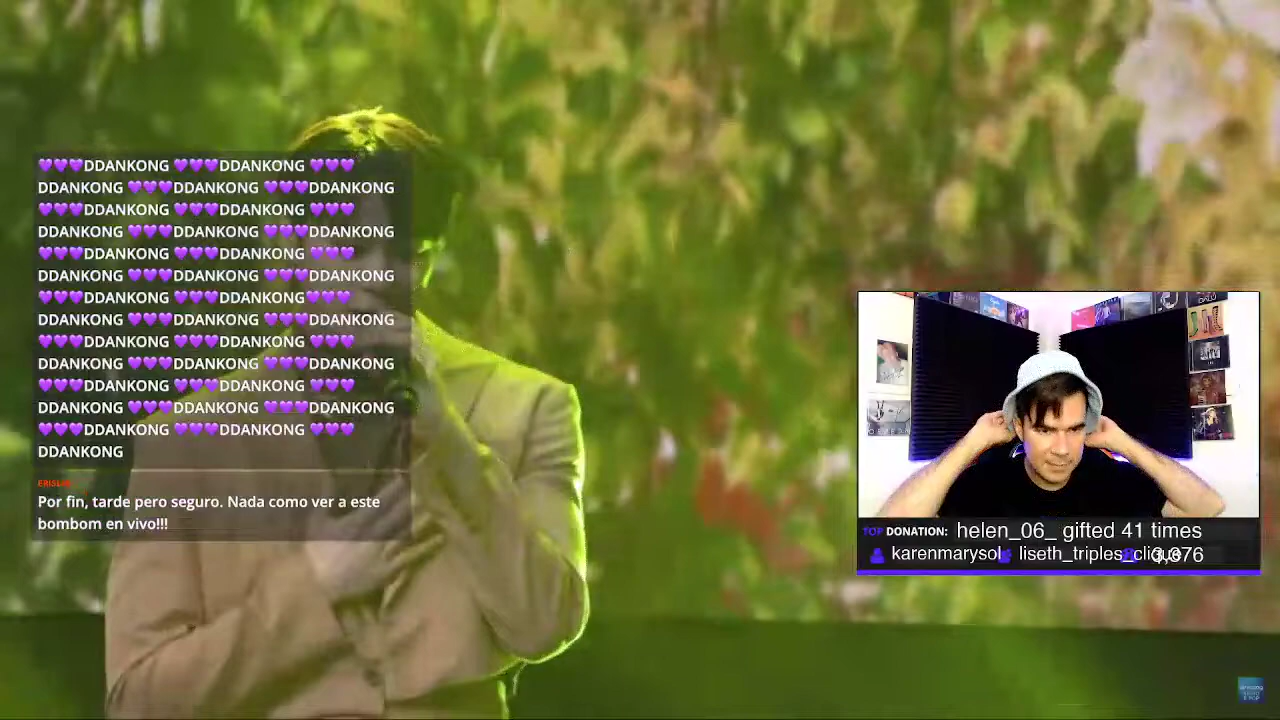 💜💜💜DDANKONG 💜💜💜DDANKONG 💜💜💜
DDANKONG 💜💜💜DDANKONG 💜💜💜DDANKONG
💜💜💜DDANKONG 💜💜💜DDANKONG 💜💜💜
DDANKONG 💜💜💜DDANKONG 💜💜💜DDANKONG
💜💜💜DDANKONG 💜💜💜DDANKONG 💜💜💜
DDANKONG 💜💜💜DDANKONG 💜💜💜DDANKONG
💜💜💜DDANKONG 💜💜💜DDANKONG💜💜💜
DDANKONG 💜💜💜DDANKONG 💜💜💜DDANKONG
💜💜💜DDANKONG 💜💜💜DDANKONG 💜💜💜
DDANKONG 💜💜💜DDANKONG 💜💜💜DDANKONG
💜💜💜DDANKONG 💜💜💜DDANKONG 💜💜💜
DDANKONG 💜💜💜DDANKONG 💜💜💜DDANKONG
💜💜💜DDANKONG 💜💜💜DDANKONG 💜💜💜
DDANKONG
Por fin, tarde pero seguro. Nada como ver a este
bombom en vivo!!!
TOP DONATION: helen_06_ gifted 41 times
karenmarysol liseth_triples_